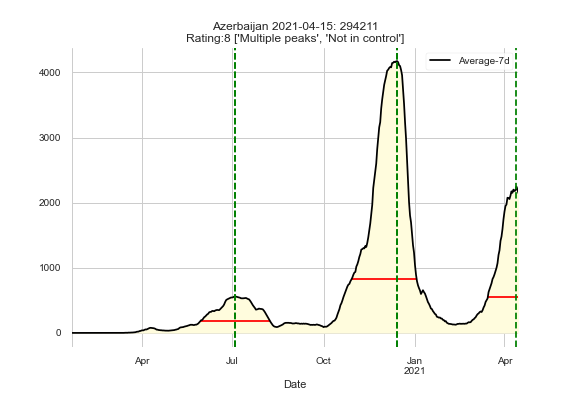 Azerbaijan 2021-04-15: 294211
Rating:8 ['Multiple peaks', 'Not in control']
Average-7d
4000
3000
2000
1000
0
Apr
Jul
Oct
Jan
2021
Apr
Date